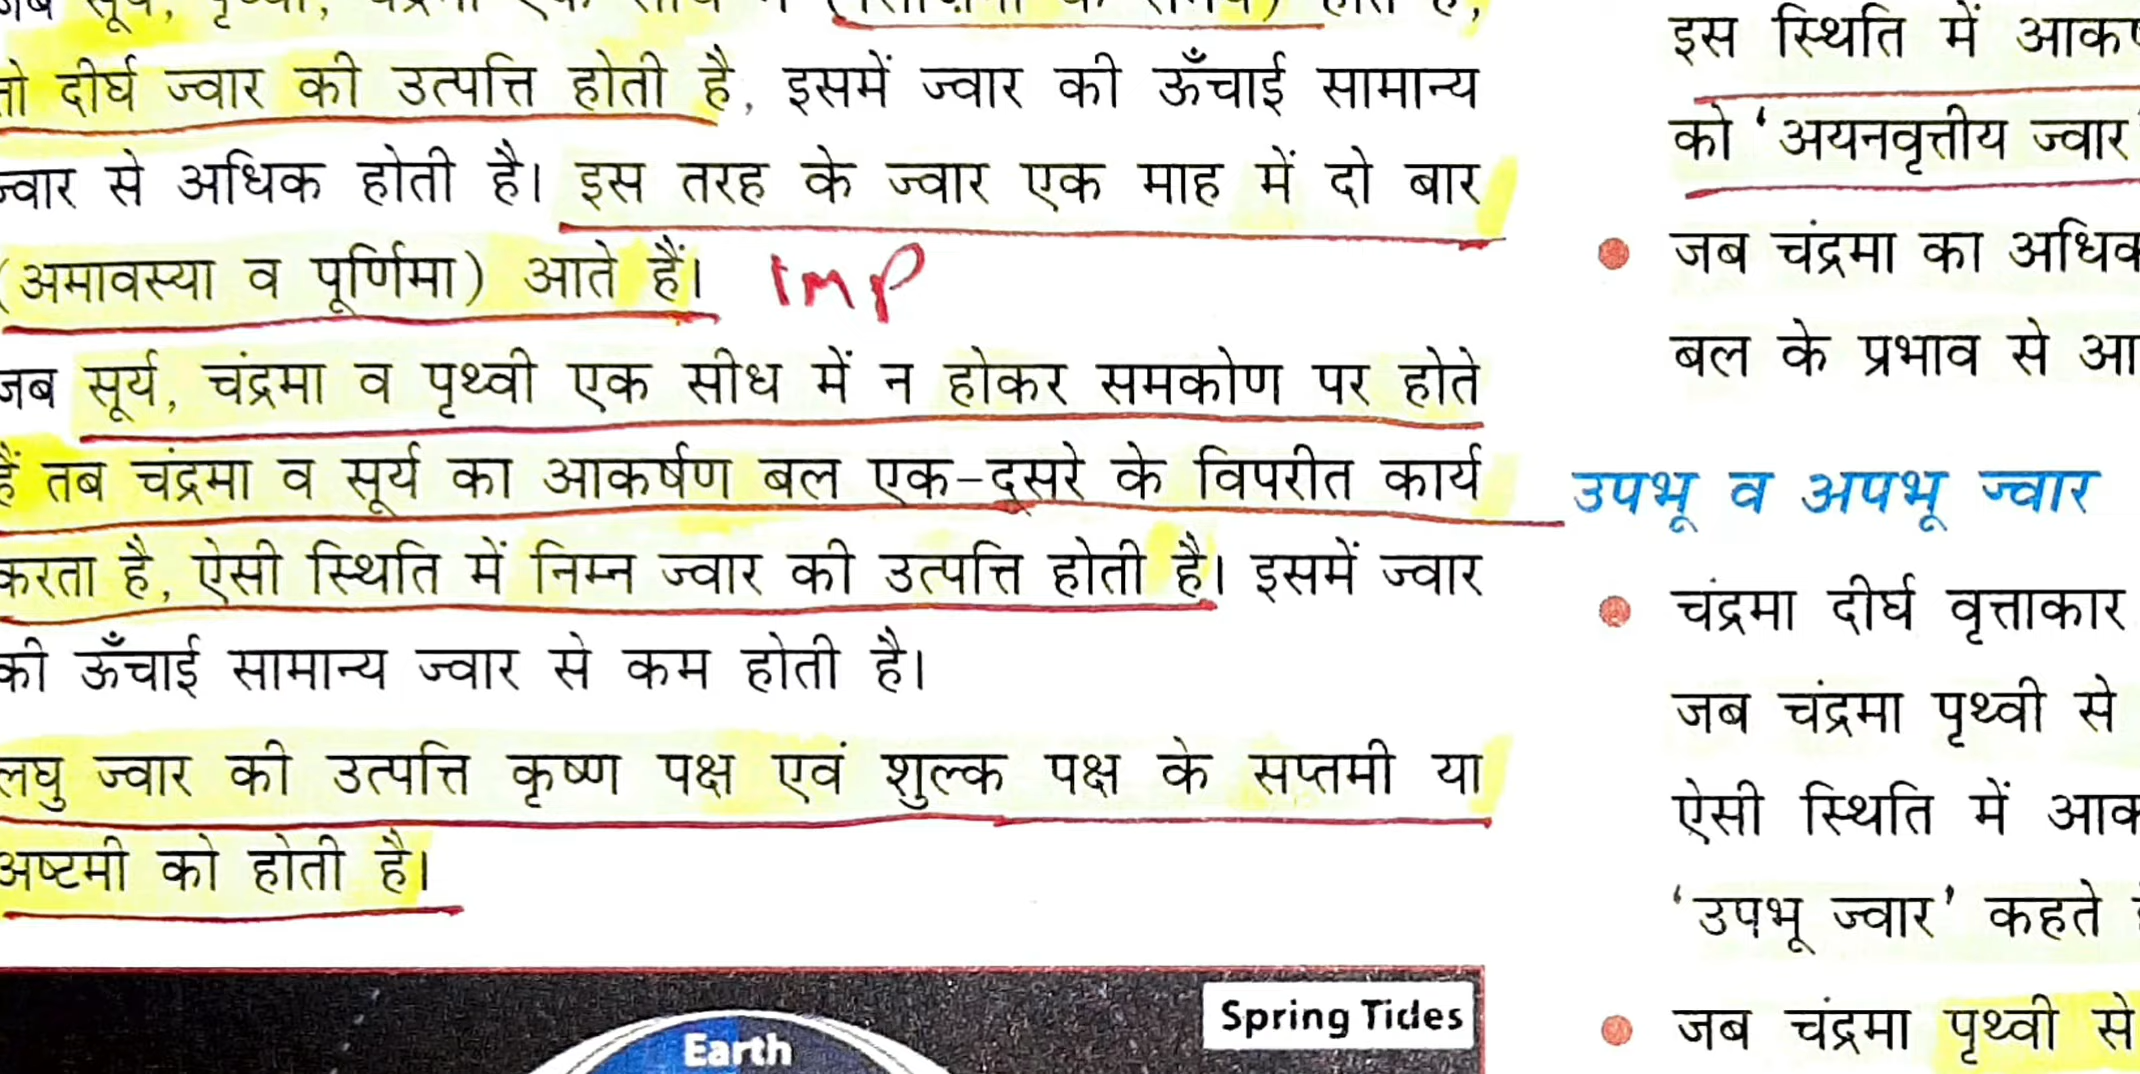 तो दीर्घ ज्वार की उत्पत्ति होती है, इसमें ज्वार की ऊँचाई सामान्य
ज्वार से अधिक होती है। इस तरह के ज्वार एक माह में दो बार
(अमावस्या व पूर्णिमा) आते हैं। IMP
जब सूर्य, चंद्रमा व पृथ्वी एक सीध में न होकर समकोण पर होते
हैं तब चंद्रमा व सूर्य का आकर्षण बल एक-दूसरे के विपरीत कार्य
करता है, ऐसी स्थिति में निम्न ज्वार की उत्पत्ति होती है। इसमें ज्वार
की ऊँचाई सामान्य ज्वार से कम होती है।
लघु ज्वार की उत्पत्ति कृष्ण पक्ष एवं शुल्क पक्ष के सप्तमी या
अष्टमी को होती है।
Spring Tides
Earth
इस स्थिति में
को 'अयनवृत्तीय ज्वार'
जब चंद्रमा का
बल के प्रभाव से
उपभू व अपभू ज्वार
चंद्रमा दीर्घ वृत्ताकार
जब चंद्रमा पृथ्वी से
ऐसी स्थिति में
'उपभू ज्वार' कहते
जब चंद्रमा पृथ्वी से